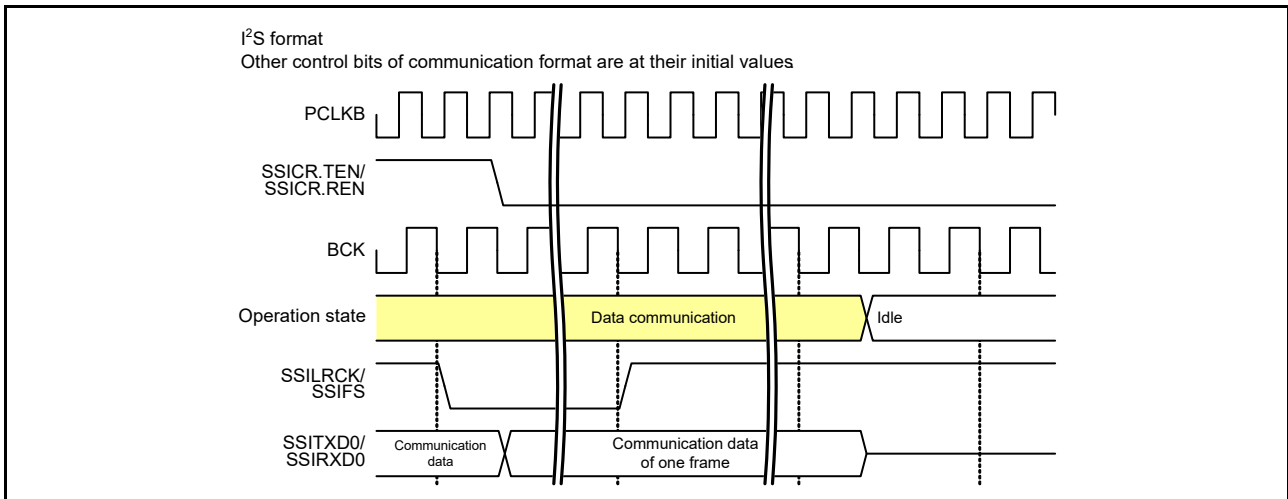 I²S format
Other control bits of communication format are at their initial values
PCLKB
SSICR.TEN/
SSICR.REN
BCK
Operation state
Data communication
Idle
SSILRCK/
SSIFS
SSITXD0/
SSIRXD0
Communication
data
Communication data
of one frame